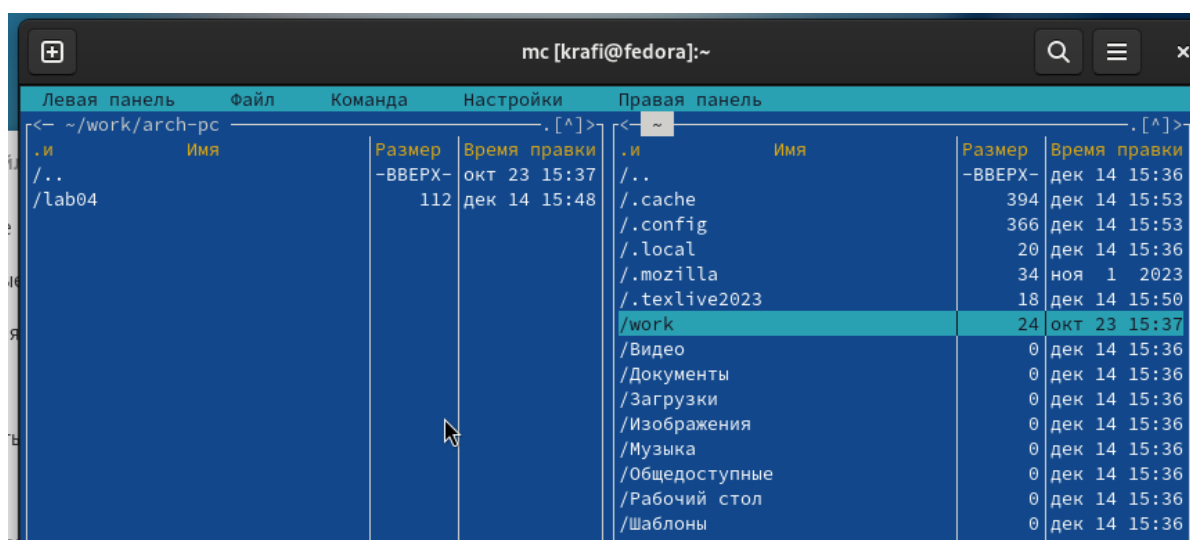 mc [krafi@fedora]:~
Левая панель Файл Команда Настройки Правая панель
<— ~/work/arch-pc .[^]>
.и Имя Размер Время правки
/.. -ВВЕРХ- окт 23 15:37
/lab04 112 дек 14 15:48
<— ~ .[^]>
.и Имя Размер Время правки
/.. -ВВЕРХ- дек 14 15:36
/.cache 394 дек 14 15:53
/.config 366 дек 14 15:53
/.local 20 дек 14 15:36
/.mozilla 34 ноя 1 2023
/.texlive2023 18 дек 14 15:50
/work 24 окт 23 15:37
/Видео 0 дек 14 15:36
/Документы 0 дек 14 15:36
/Загрузки 0 дек 14 15:36
/Изображения 0 дек 14 15:36
/Музыка 0 дек 14 15:36
/Общедоступные 0 дек 14 15:36
/Рабочий стол 0 дек 14 15:36
/Шаблоны 0 дек 14 15:36